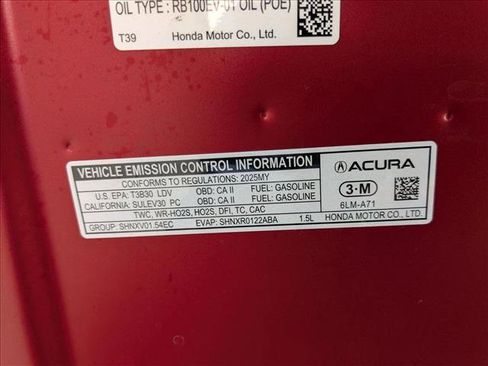 OIL TYPE : RB100EV-01 OIL (POE)
T39 Honda Motor Co., Ltd.
VEHICLE EMISSION CONTROL INFORMATION
CONFORMS TO REGULATIONS: 2025MY
U.S. EPA: T3B30 LDV OBD: CA II FUEL: GASOLINE
CALIFORNIA: SULEV30 PC OBD: CA II FUEL: GASOLINE
TWC, WR-HO2S, HO2S, DFI, TC, CAC
GROUP: SHNXV01.54EC EVAP: SHNXR0122ABA 1.5L
ACURA
3-M
6LM-A71
HONDA MOTOR CO., LTD.